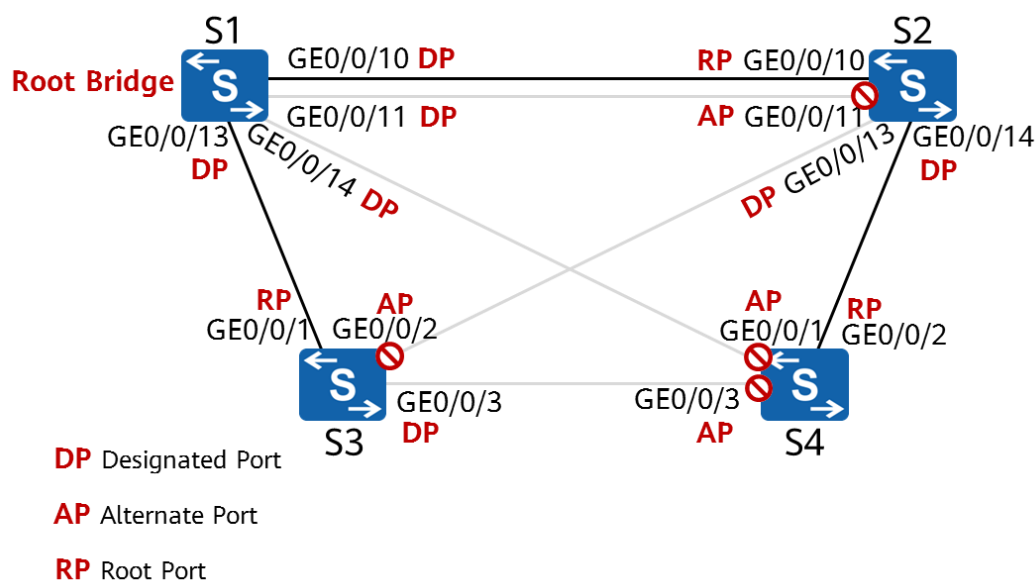 S1
S2
GE0/0/10 DP
RP GE0/0/10
Root Bridge
S
S
GE0/0/11 DP
AP GE0/0/11
GE0/0/13
DP
GE0/0/14 DP
DP GE0/0/13
GE0/0/14
DP
RP
AP
AP
RP
GE0/0/1
GE0/0/2
GE0/0/1
GE0/0/2
S
S
GE0/0/3
DP
GE0/0/3
AP
S3
S4
DP Designated Port
AP Alternate Port
RP Root Port